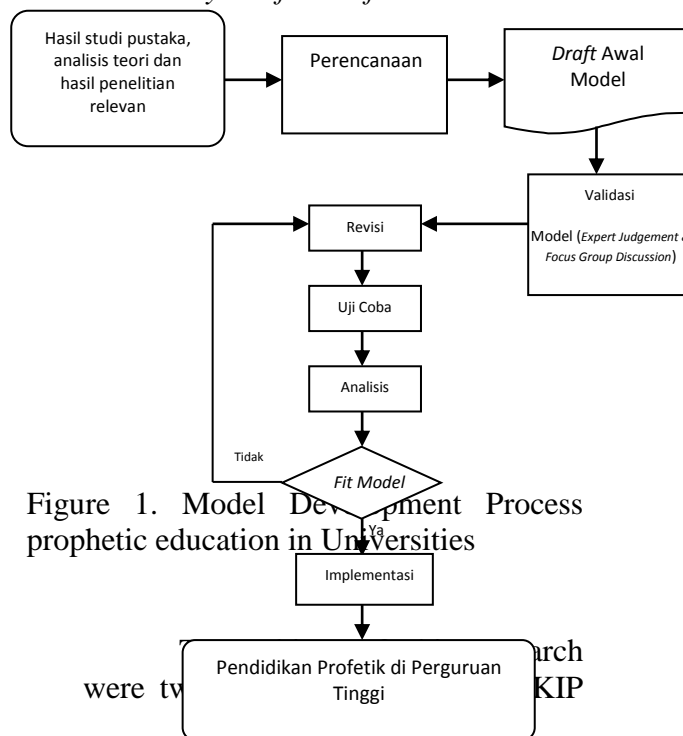 Hasil studi pustaka,
analisis teori dan
hasil penelitian
relevan
Perencanaan
Draft Awal
Model
Validasi
Model (Expert Judgement
Focus Group Discussion)
Revisi
Uji Coba
Analisis
Tidak
Fit Model
Ya
Figure 1. Model Development Process
prophetic education in Universities
Implementasi
Pendidikan Profetik di Perguruan
Tinggi
were
KIP